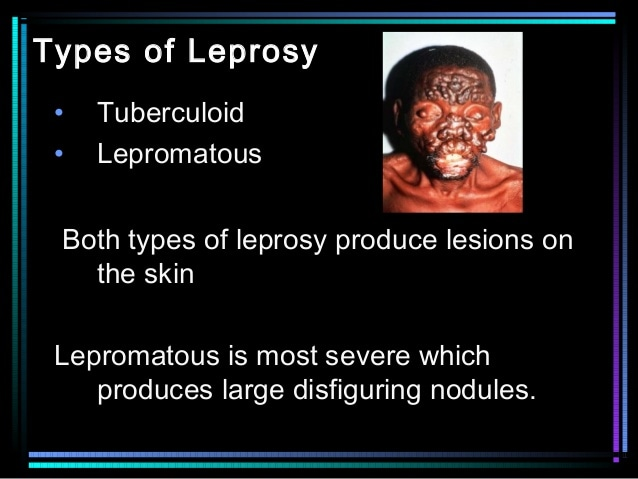 Types of Leprosy
• Tuberculoid
• Lepromatous
Both types of leprosy produce lesions on
the skin
Lepromatous is most severe which
produces large disfiguring nodules.